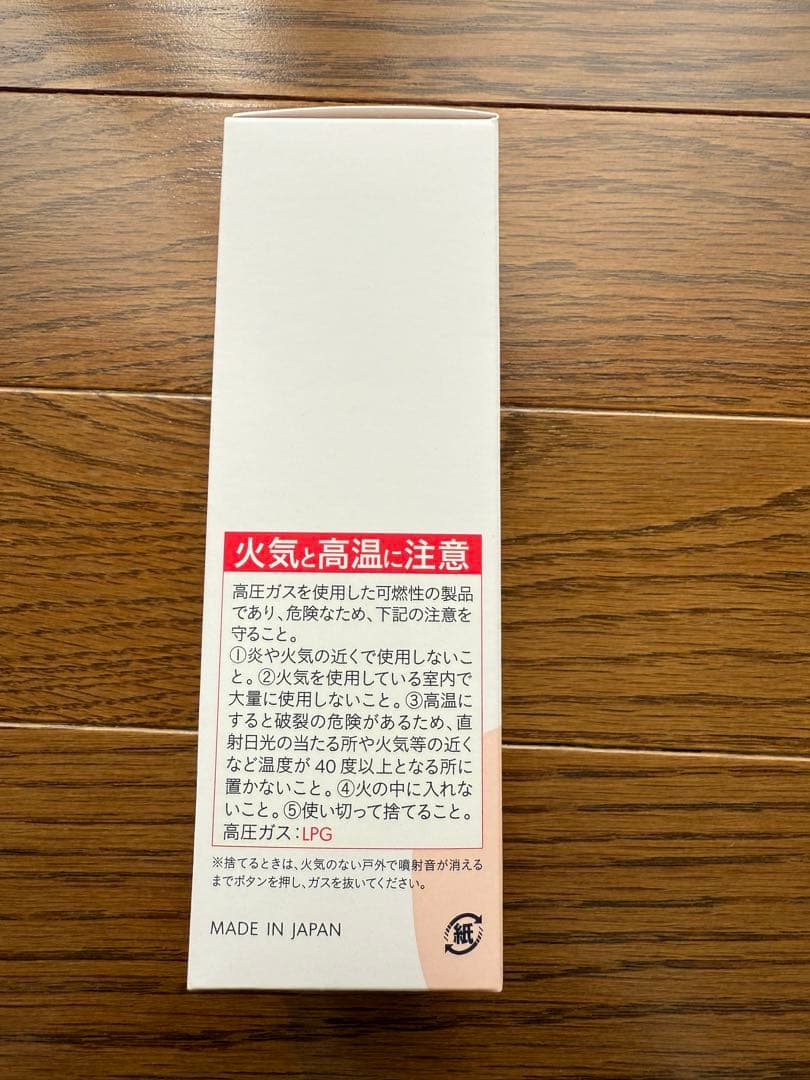 火気と高温に注意
高圧ガスを使用した可燃性の製品
であり、危険なため、下記の注意を
守ること。
①炎や火気の近くで使用しないこ
と。②火気を使用している室内で
大量に使用しないこと。③高温に
すると破裂の危険があるため、直
射日光の当たる所や火気等の近く
など温度が40度以上となる所に
置かないこと。④火の中に入れな
いこと。⑤使い切って捨てること。
高圧ガス：LPG
※捨てるときは、火気のない戸外で噴射音が消える
までボタンを押し、ガスを抜いてください。
MADE IN JAPAN
紙